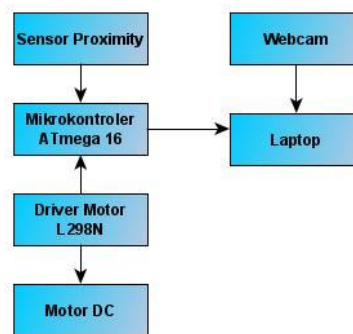 Sensor Proximity
Webcam
Mikrokontroler
ATmega 16
Laptop
Driver Motor
L298N
Motor DC